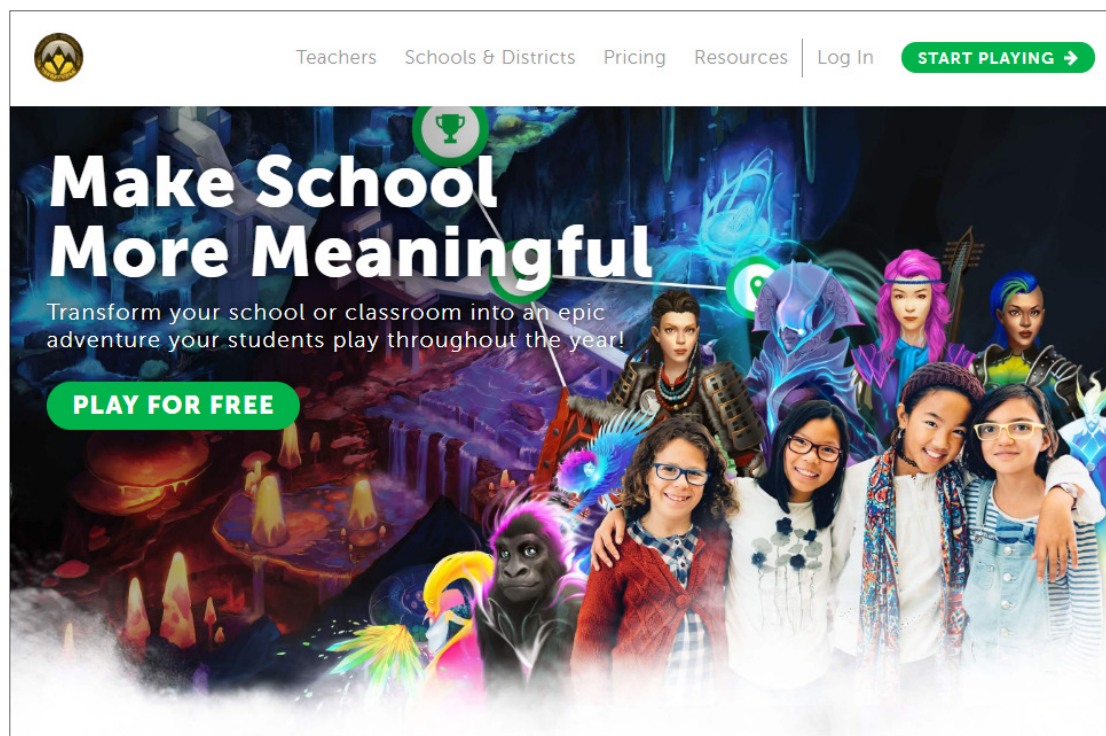 Teachers Schools & Districts Pricing Resources Log In START PLAYING
Make School
More Meaningful
Transform your school or classroom into an epic
adventure your students play throughout the year!
PLAY FOR FREE